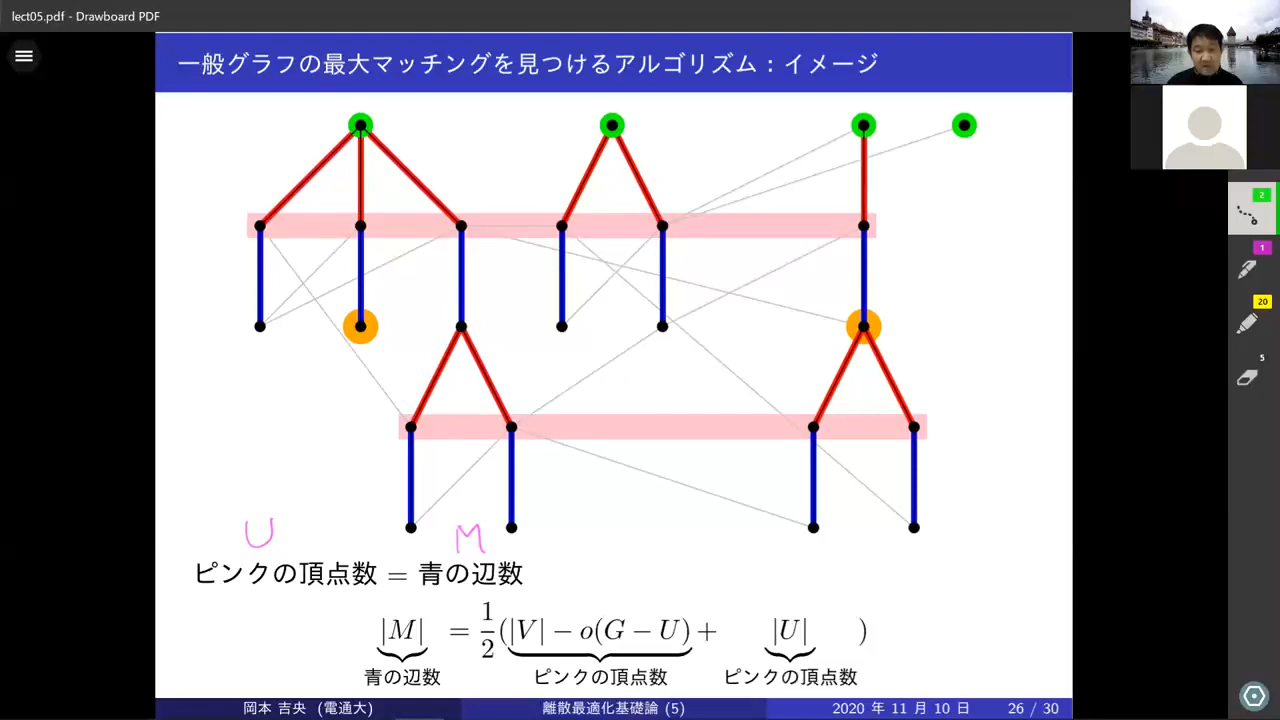 lect05.pdf - Drawboard PDF
一般グラフの最大マッチングを見つけるアルゴリズム：イメージ
2
1
20
5
U M
ピンクの頂点数 = 青の辺数
|M| = 1/2 (|V| − o(G − U) + |U| )
青の辺数 ピンクの頂点数 ピンクの頂点数
岡本 吉央 (電通大) 離散最適化基礎論 (5) 2020 年 11 月 10 日 26 / 30